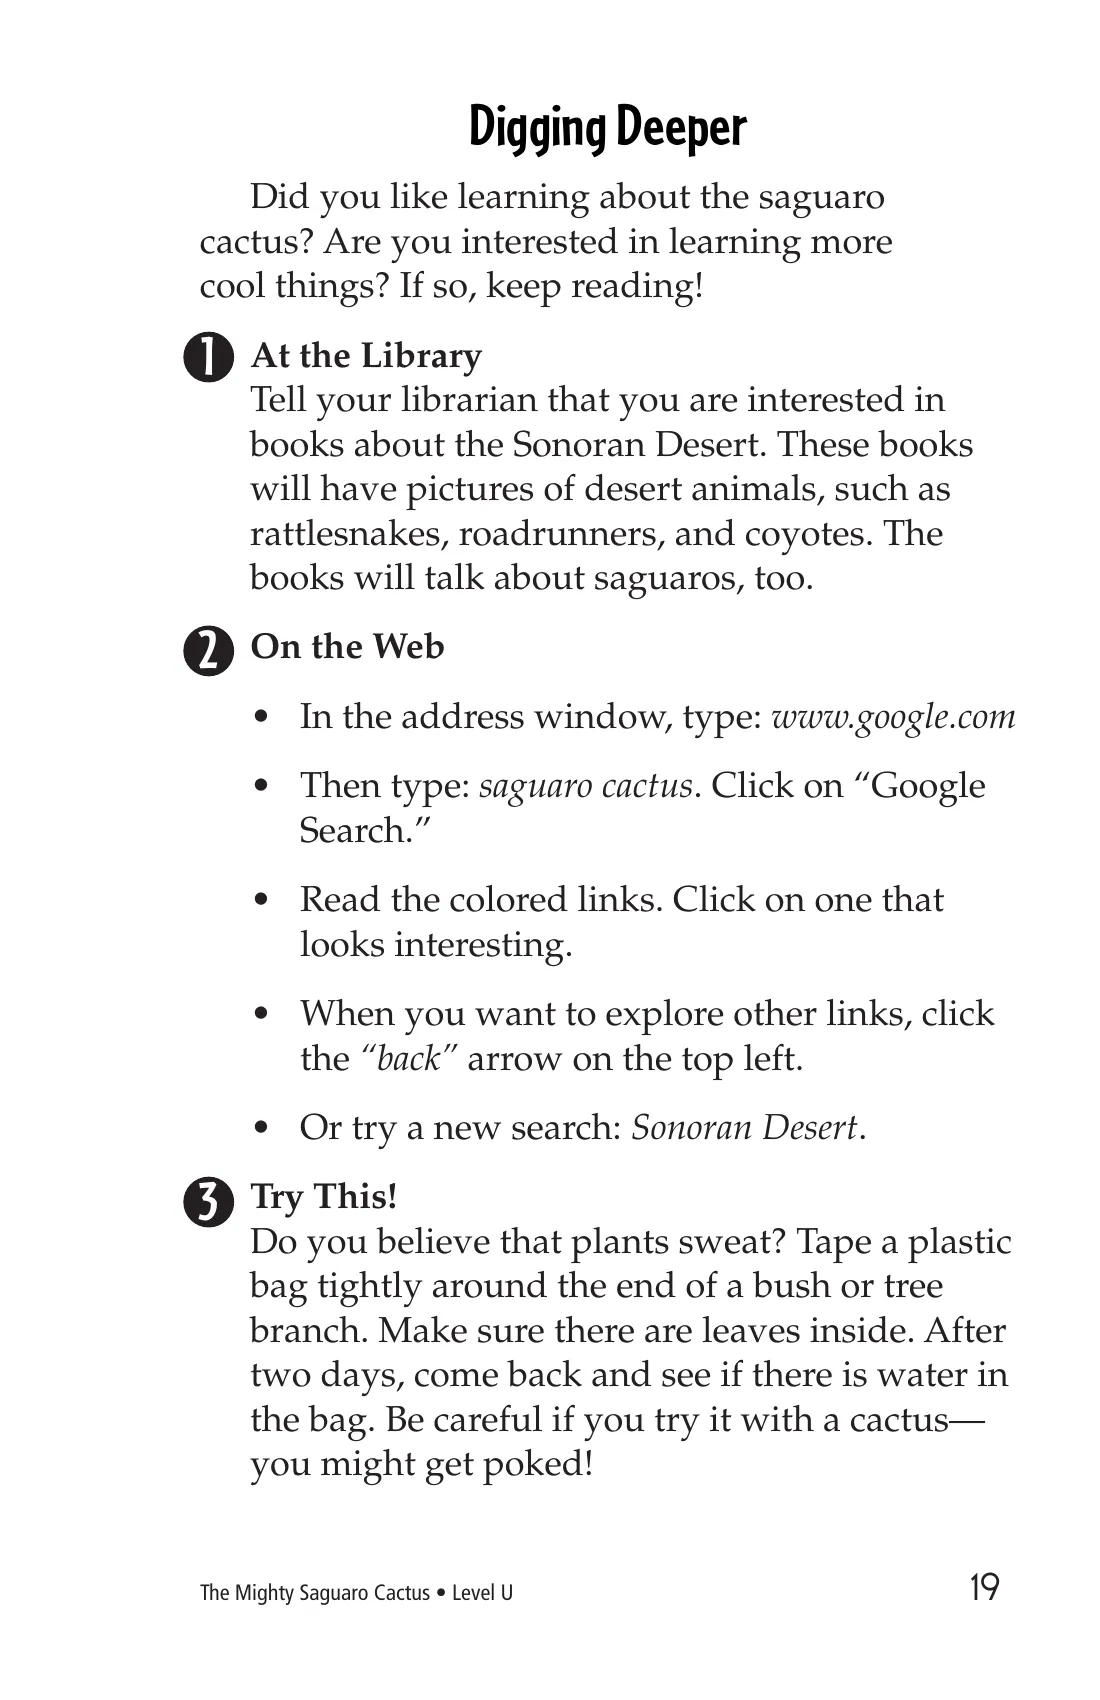 Digging Deeper
Did you like learning about the saguaro
cactus? Are you interested in learning more
cool things? If so, keep reading!
1 At the Library
Tell your librarian that you are interested in
books about the Sonoran Desert. These books
will have pictures of desert animals, such as
rattlesnakes, roadrunners, and coyotes. The
books will talk about saguaros, too.
2 On the Web
• In the address window, type: www.google.com
• Then type: saguaro cactus. Click on “Google
Search.”
• Read the colored links. Click on one that
looks interesting.
• When you want to explore other links, click
the “back” arrow on the top left.
• Or try a new search: Sonoran Desert.
3 Try This!
Do you believe that plants sweat? Tape a plastic
bag tightly around the end of a bush or tree
branch. Make sure there are leaves inside. After
two days, come back and see if there is water in
the bag. Be careful if you try it with a cactus—
you might get poked!
The Mighty Saguaro Cactus • Level U 19